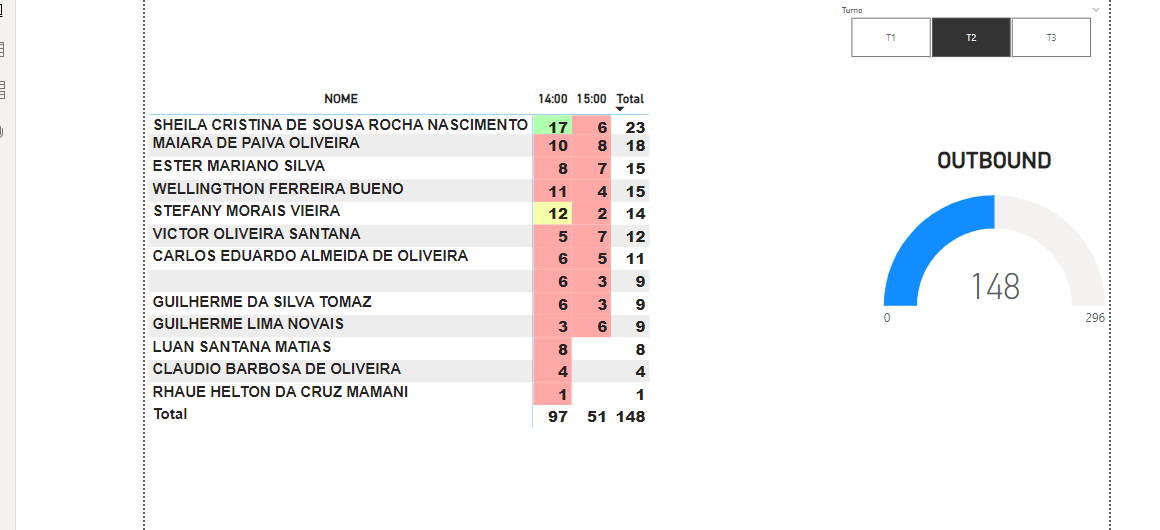 Turno
T1 T2 T3
NOME 14:00 15:00 Total
SHEILA CRISTINA DE SOUSA ROCHA NASCIMENTO 17 6 23
MAIARA DE PAIVA OLIVEIRA 10 8 18
ESTER MARIANO SILVA 8 7 15
WELLINGTHON FERREIRA BUENO 11 4 15
STEFANY MORAIS VIEIRA 12 2 14
VICTOR OLIVEIRA SANTANA 5 7 12
CARLOS EDUARDO ALMEIDA DE OLIVEIRA 6 5 11
6 3 9
GUILHERME DA SILVA TOMAZ 6 3 9
GUILHERME LIMA NOVAIS 3 6 9
LUAN SANTANA MATIAS 8 8
CLAUDIO BARBOSA DE OLIVEIRA 4 4
RHAUE HELTON DA CRUZ MAMANI 1 1
Total 97 51 148
OUTBOUND
148
0 296